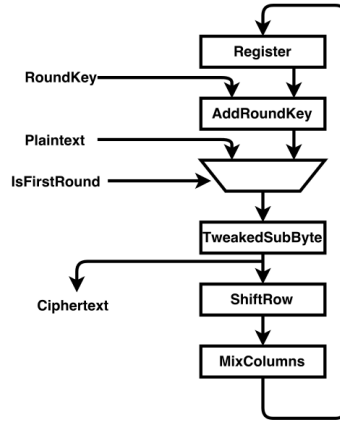 Register
RoundKey
AddRoundKey
Plaintext
IsFirstRound
TweakedSubByte
Ciphertext
ShiftRow
MixColumns